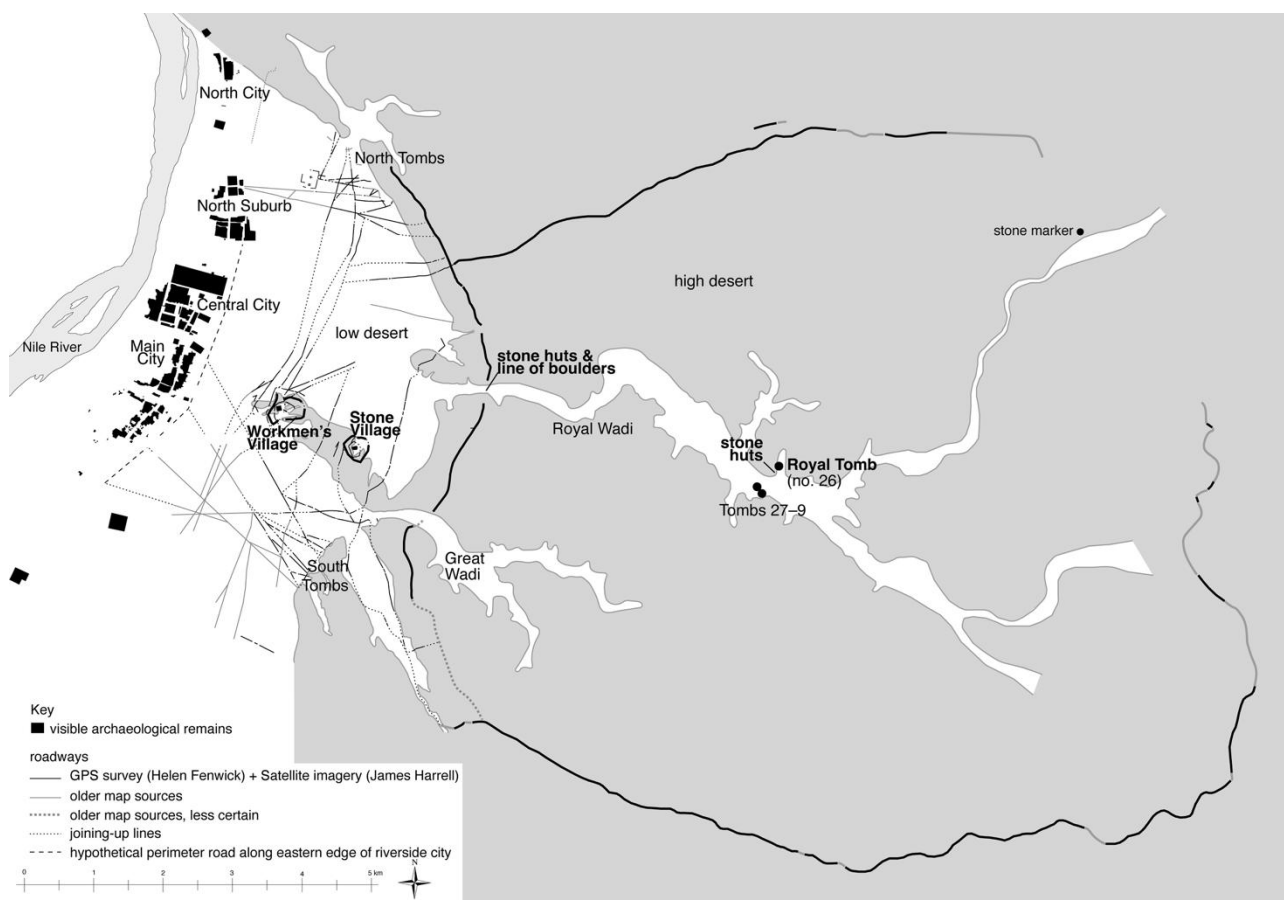 North City
North Tombs
North Suburb
stone marker
high desert
Central City
low desert
Nile River
Main
City
stone huts &
line of boulders
Royal Wadi
Workmen's
Village
Stone
Village
stone
huts
Royal Tomb
(no. 26)
Tombs 27–9
South
Tombs
Great
Wadi
Key
visible archaeological remains
roadways
GPS survey (Helen Fenwick) + Satellite imagery (James Harrell)
older map sources
older map sources, less certain
joining-up lines
hypothetical perimeter road along eastern edge of riverside city
0 1 2 3 4 5 km
N